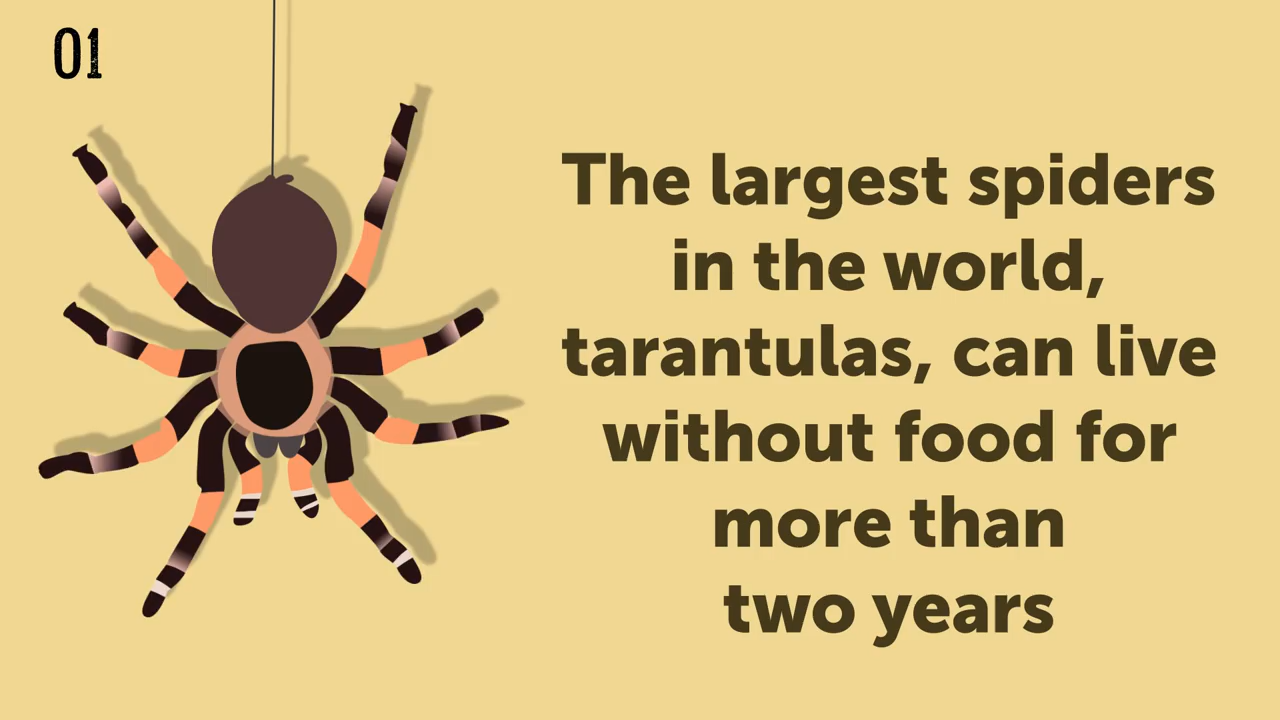 01
The largest spiders
in the world,
tarantulas, can live
without food for
more than
two years